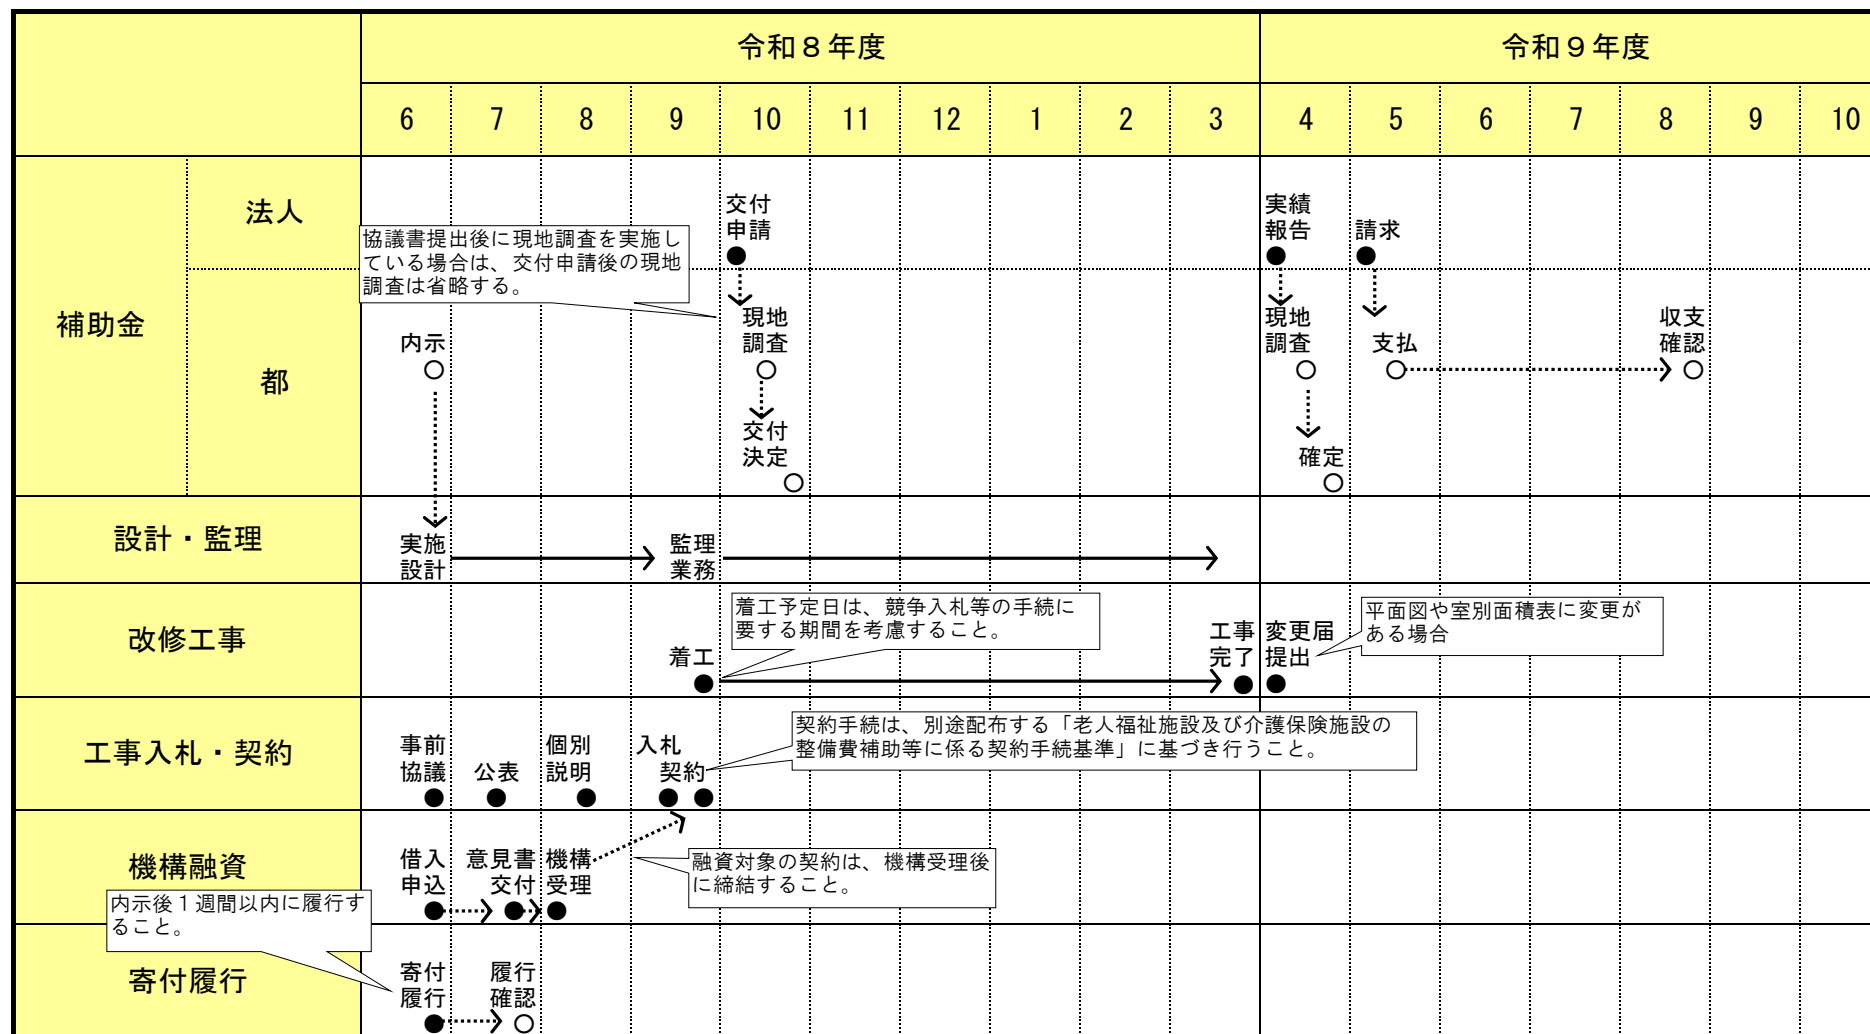 令和８年度
令和９年度
6 7 8 9 10 11 12 1 2 3 4 5 6 7 8 9 10
補助金
法人
交付
申請
実績
報告
請求
協議書提出後に現地調査を実施し
ている場合は、交付申請後の現地
調査は省略する。
都
内示
現地
調査
交付
決定
現地
調査
確定
支払
収支
確認
設計・監理
実施
設計
監理
業務
改修工事
着工
着工予定日は、競争入札等の手続に
要する期間を考慮すること。
工事
完了
変更届
提出
平面図や室別面積表に変更が
ある場合
工事入札・契約
事前
協議
公表
個別
説明
入札
契約
契約手続は、別途配布する「老人福祉施設及び介護保険施設の
整備費補助等に係る契約手続基準」に基づき行うこと。
機構融資
借入
申込
意見書
交付
機構
受理
融資対象の契約は、機構受理後
に締結すること。
内示後１週間以内に履行す
ること。
寄付履行
寄付
履行
履行
確認